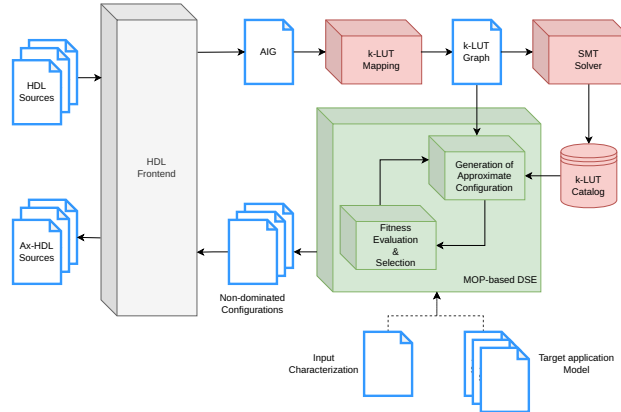 AIG
k-LUT
Mapping
k-LUT
Graph
SMT
Solver
HDL
Sources
HDL
Frontend
Generation of
Approximate
Configuration
k-LUT
Catalog
Ax-HDL
Sources
Fitness
Evaluation
&
Selection
MOP-based DSE
Non-dominated
Configurations
Input
Characterization
Target application
Model